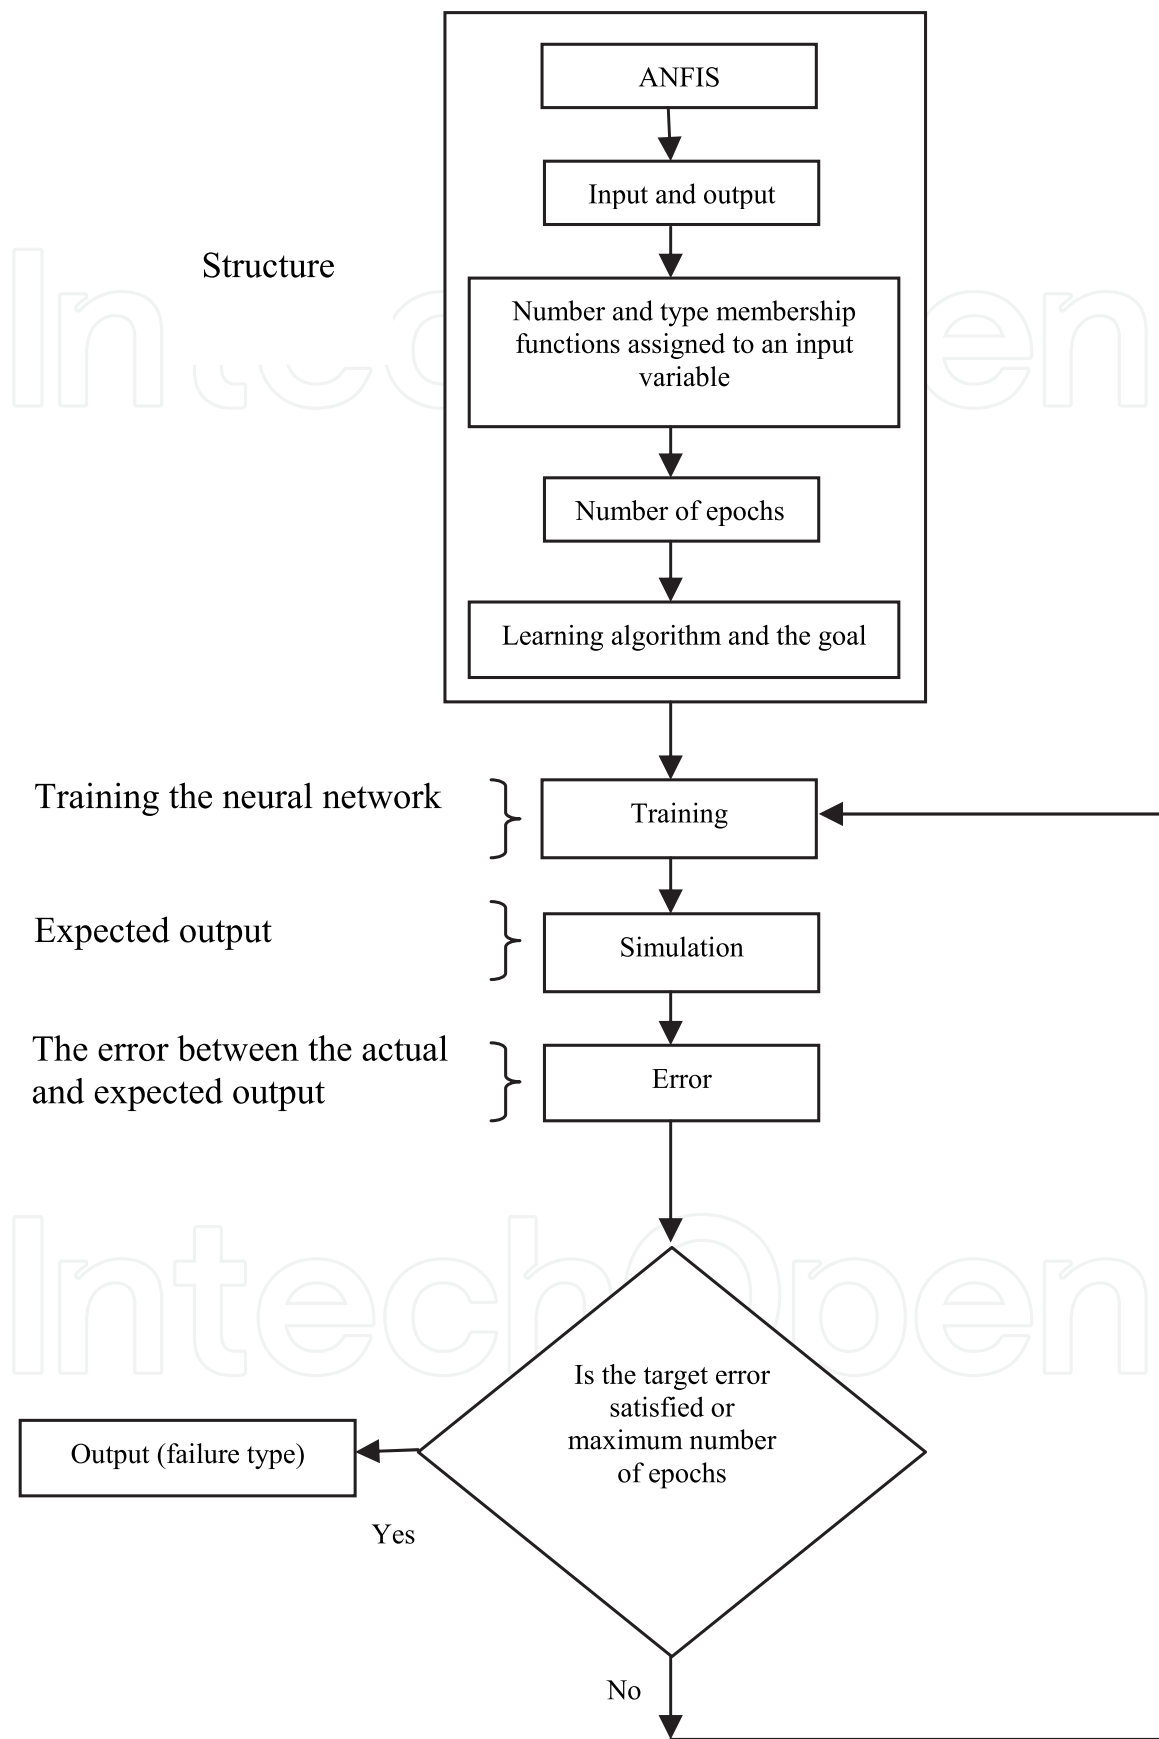 ANFIS
Input and output
Structure
Number and type membership
functions assigned to an input
variable
Number of epochs
Learning algorithm and the goal
Training the neural network
Training
Expected output
Simulation
The error between the actual
and expected output
Error
IntechOpen
Is the target error
satisfied or
maximum number
of epochs
Output (failure type)
Yes
No